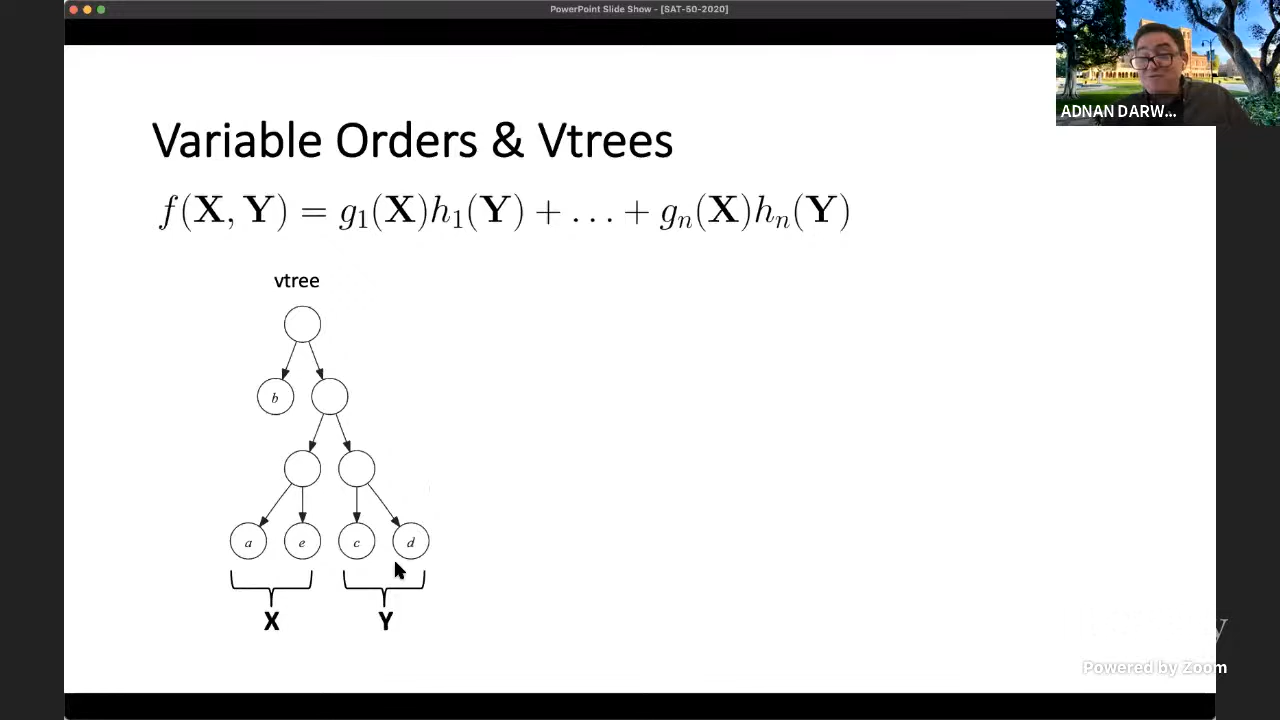 PowerPoint Slide Show - [SAT-50-2020]
ADNAN DARW...
Variable Orders & Vtrees
f(X, Y) = g₁(X)h₁(Y) + … + gₙ(X)hₙ(Y)
vtree
b
a e c d
X Y
y
Powered by Zoom